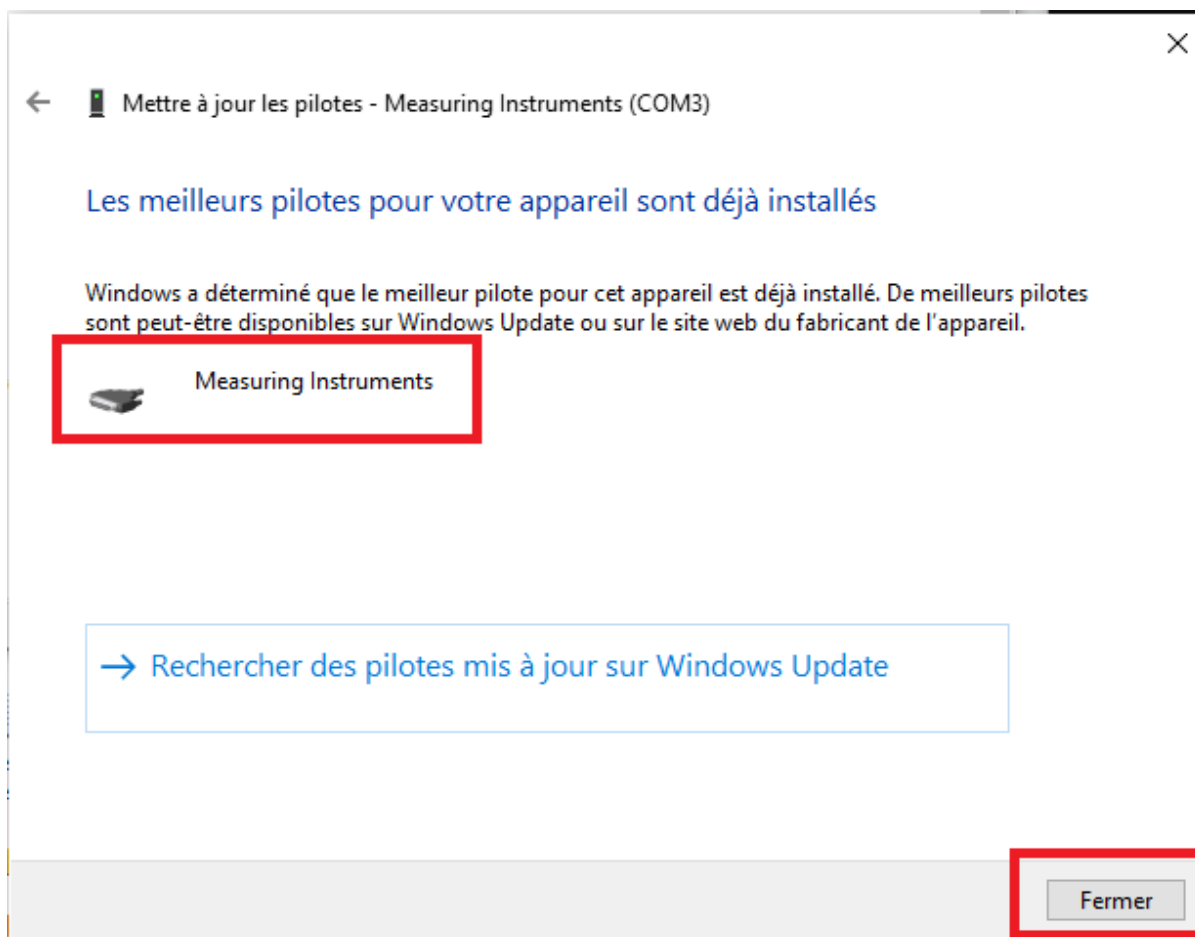 Mettre à jour les pilotes - Measuring Instruments (COM3)
Les meilleurs pilotes pour votre appareil sont déjà installés
Windows a déterminé que le meilleur pilote pour cet appareil est déjà installé. De meilleurs pilotes
sont peut-être disponibles sur Windows Update ou sur le site web du fabricant de l'appareil.
Measuring Instruments
Rechercher des pilotes mis à jour sur Windows Update
Fermer